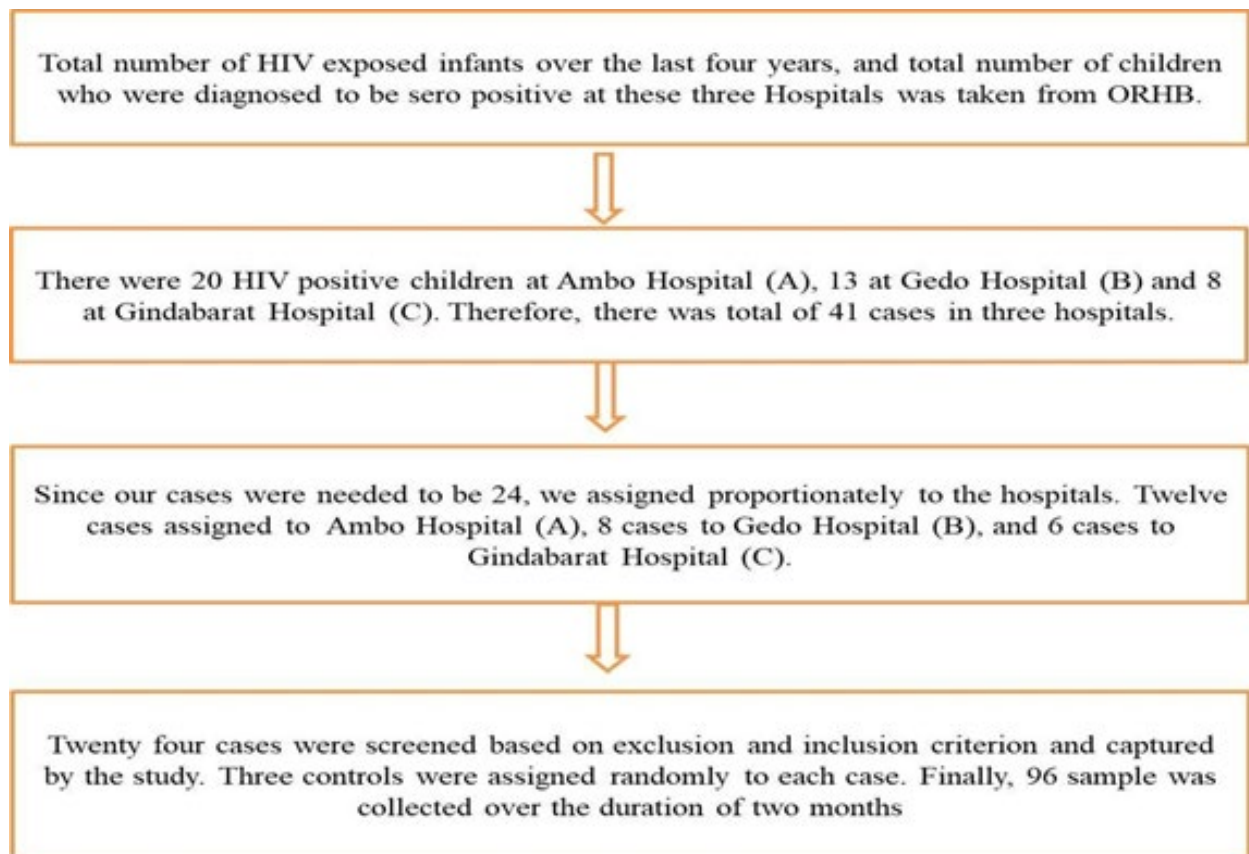 Total number of HIV exposed infants over the last four years, and total number of children
who were diagnosed to be sero positive at these three Hospitals was taken from ORHB.
There were 20 HIV positive children at Ambo Hospital (A), 13 at Gedo Hospital (B) and 8
at Gindabarat Hospital (C). Therefore, there was total of 41 cases in three hospitals.
Since our cases were needed to be 24, we assigned proportionately to the hospitals. Twelve
cases assigned to Ambo Hospital (A), 8 cases to Gedo Hospital (B), and 6 cases to
Gindabarat Hospital (C).
Twenty four cases were screened based on exclusion and inclusion criterion and captured
by the study. Three controls were assigned randomly to each case. Finally, 96 sample was
collected over the duration of two months